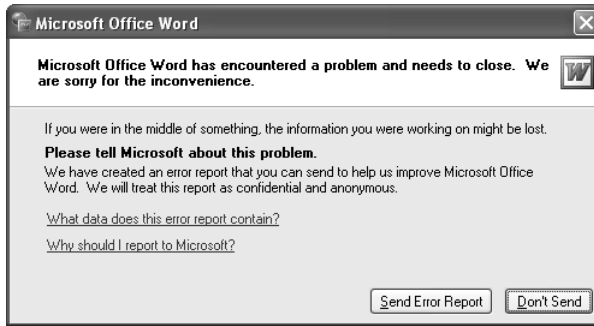 Microsoft Office Word
Microsoft Office Word has encountered a problem and needs to close.  We
are sorry for the inconvenience.
If you were in the middle of something, the information you were working on might be lost.
Please tell Microsoft about this problem.
We have created an error report that you can send to help us improve Microsoft Office
Word.  We will treat this report as confidential and anonymous.
What data does this error report contain?
Why should I report to Microsoft?
Send Error Report
Don't Send